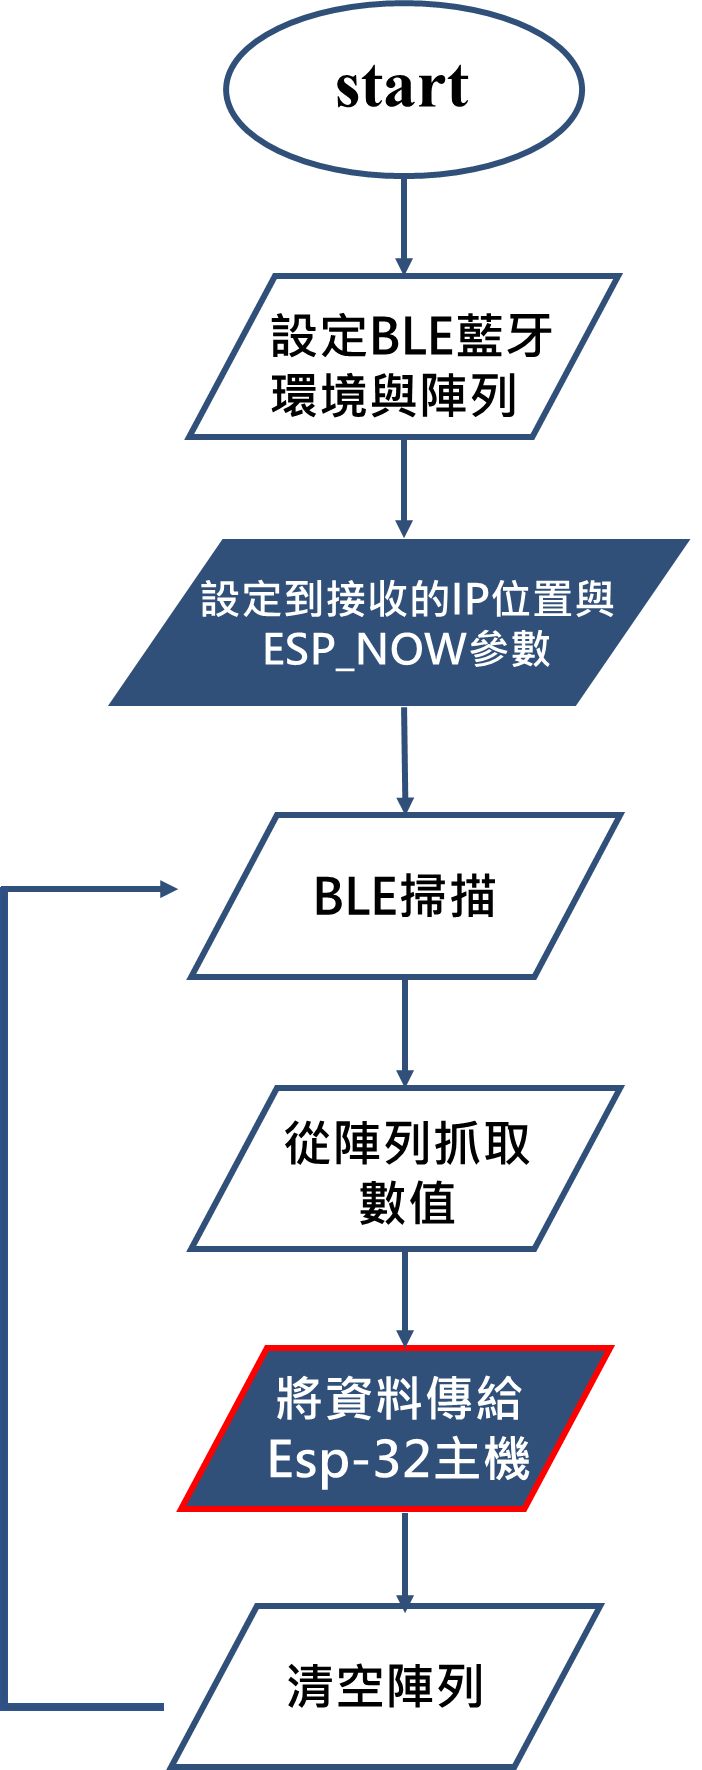 start
設定BLE藍牙
環境與陣列
設定到接收的IP位置與
ESP_NOW參數
BLE掃描
從陣列抓取
數值
將資料傳給
Esp-32主機
清空陣列